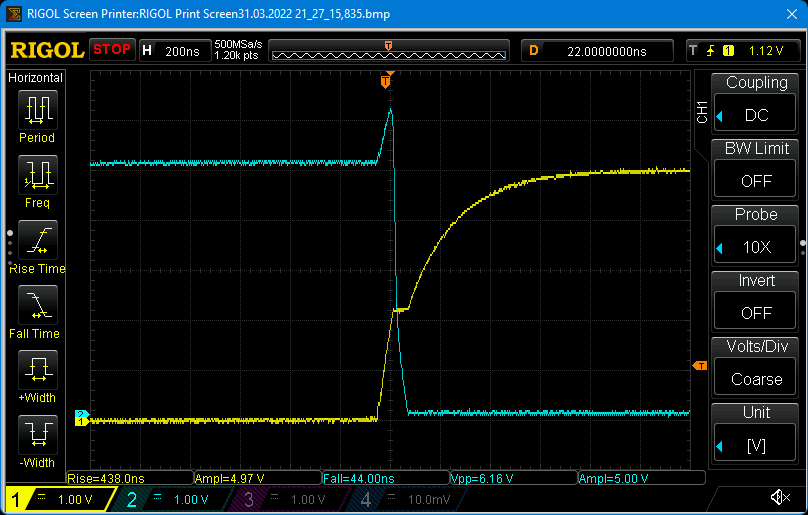 RIGOL Screen Printer:RIGOL Print Screen31.03.2022 21_27_15,835.bmp
RIGOL STOP H 200ns 500MSa/s 1.20k pts T D 22.0000000ns T 1 1.12 V
Horizontal
Period
Freq
Rise Time
Fall Time
+Width
-Width
T
2
1
T
CH1
Coupling
DC
BW Limit
OFF
Probe
10X
Invert
OFF
Volts/Div
Coarse
Unit
[V]
Rise=438.0ns Ampl=4.97 V Fall=44.00ns Vpp=6.16 V Ampl=5.00 V
1 1.00 V 2 1.00 V 3 1.00 V 4 10.0mV